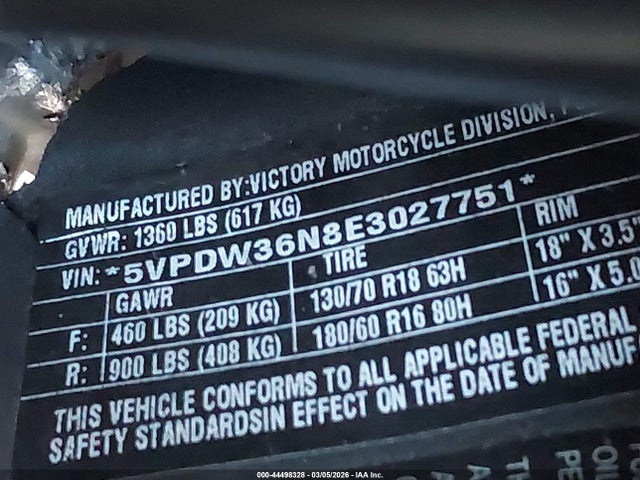 MANUFACTURED BY:VICTORY MOTORCYCLE DIVISION,
GVWR: 1360 LBS (617 KG)
VIN: *5VPDW36N8E3027751*
GAWR TIRE RIM
F: 460 LBS (209 KG) 130/70 R18 63H 18" X 3.5"
R: 900 LBS (408 KG) 180/60 R16 80H 16" X 5.0
THIS VEHICLE CONFORMS TO ALL APPLICABLE FEDERAL
SAFETY STANDARDSIN EFFECT ON THE DATE OF MANUF
000-44498328 - 03/05/2026 - IAA Inc.